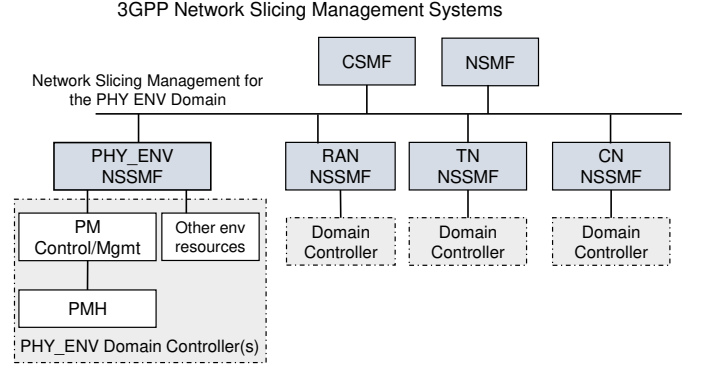 3GPP Network Slicing Management Systems
CSMF
NSMF
Network Slicing Management for
the PHY ENV Domain
PHY_ENV
NSSMF
RAN
NSSMF
TN
NSSMF
CN
NSSMF
PM
Control/Mgmt
Other env
resources
Domain
Controller
Domain
Controller
Domain
Controller
PMH
PHY_ENV Domain Controller(s)